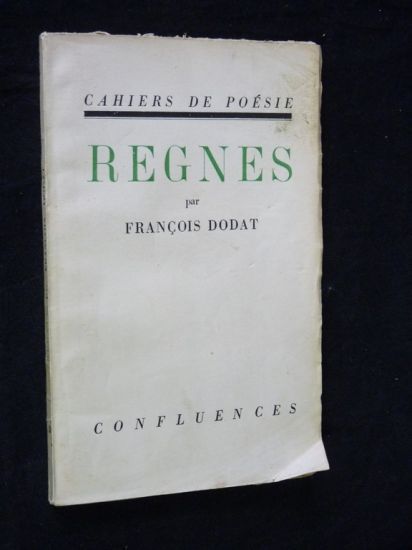 CAHIERS DE POÉSIE
REGNES
par
FRANÇOIS DODAT
CONFLUENCES